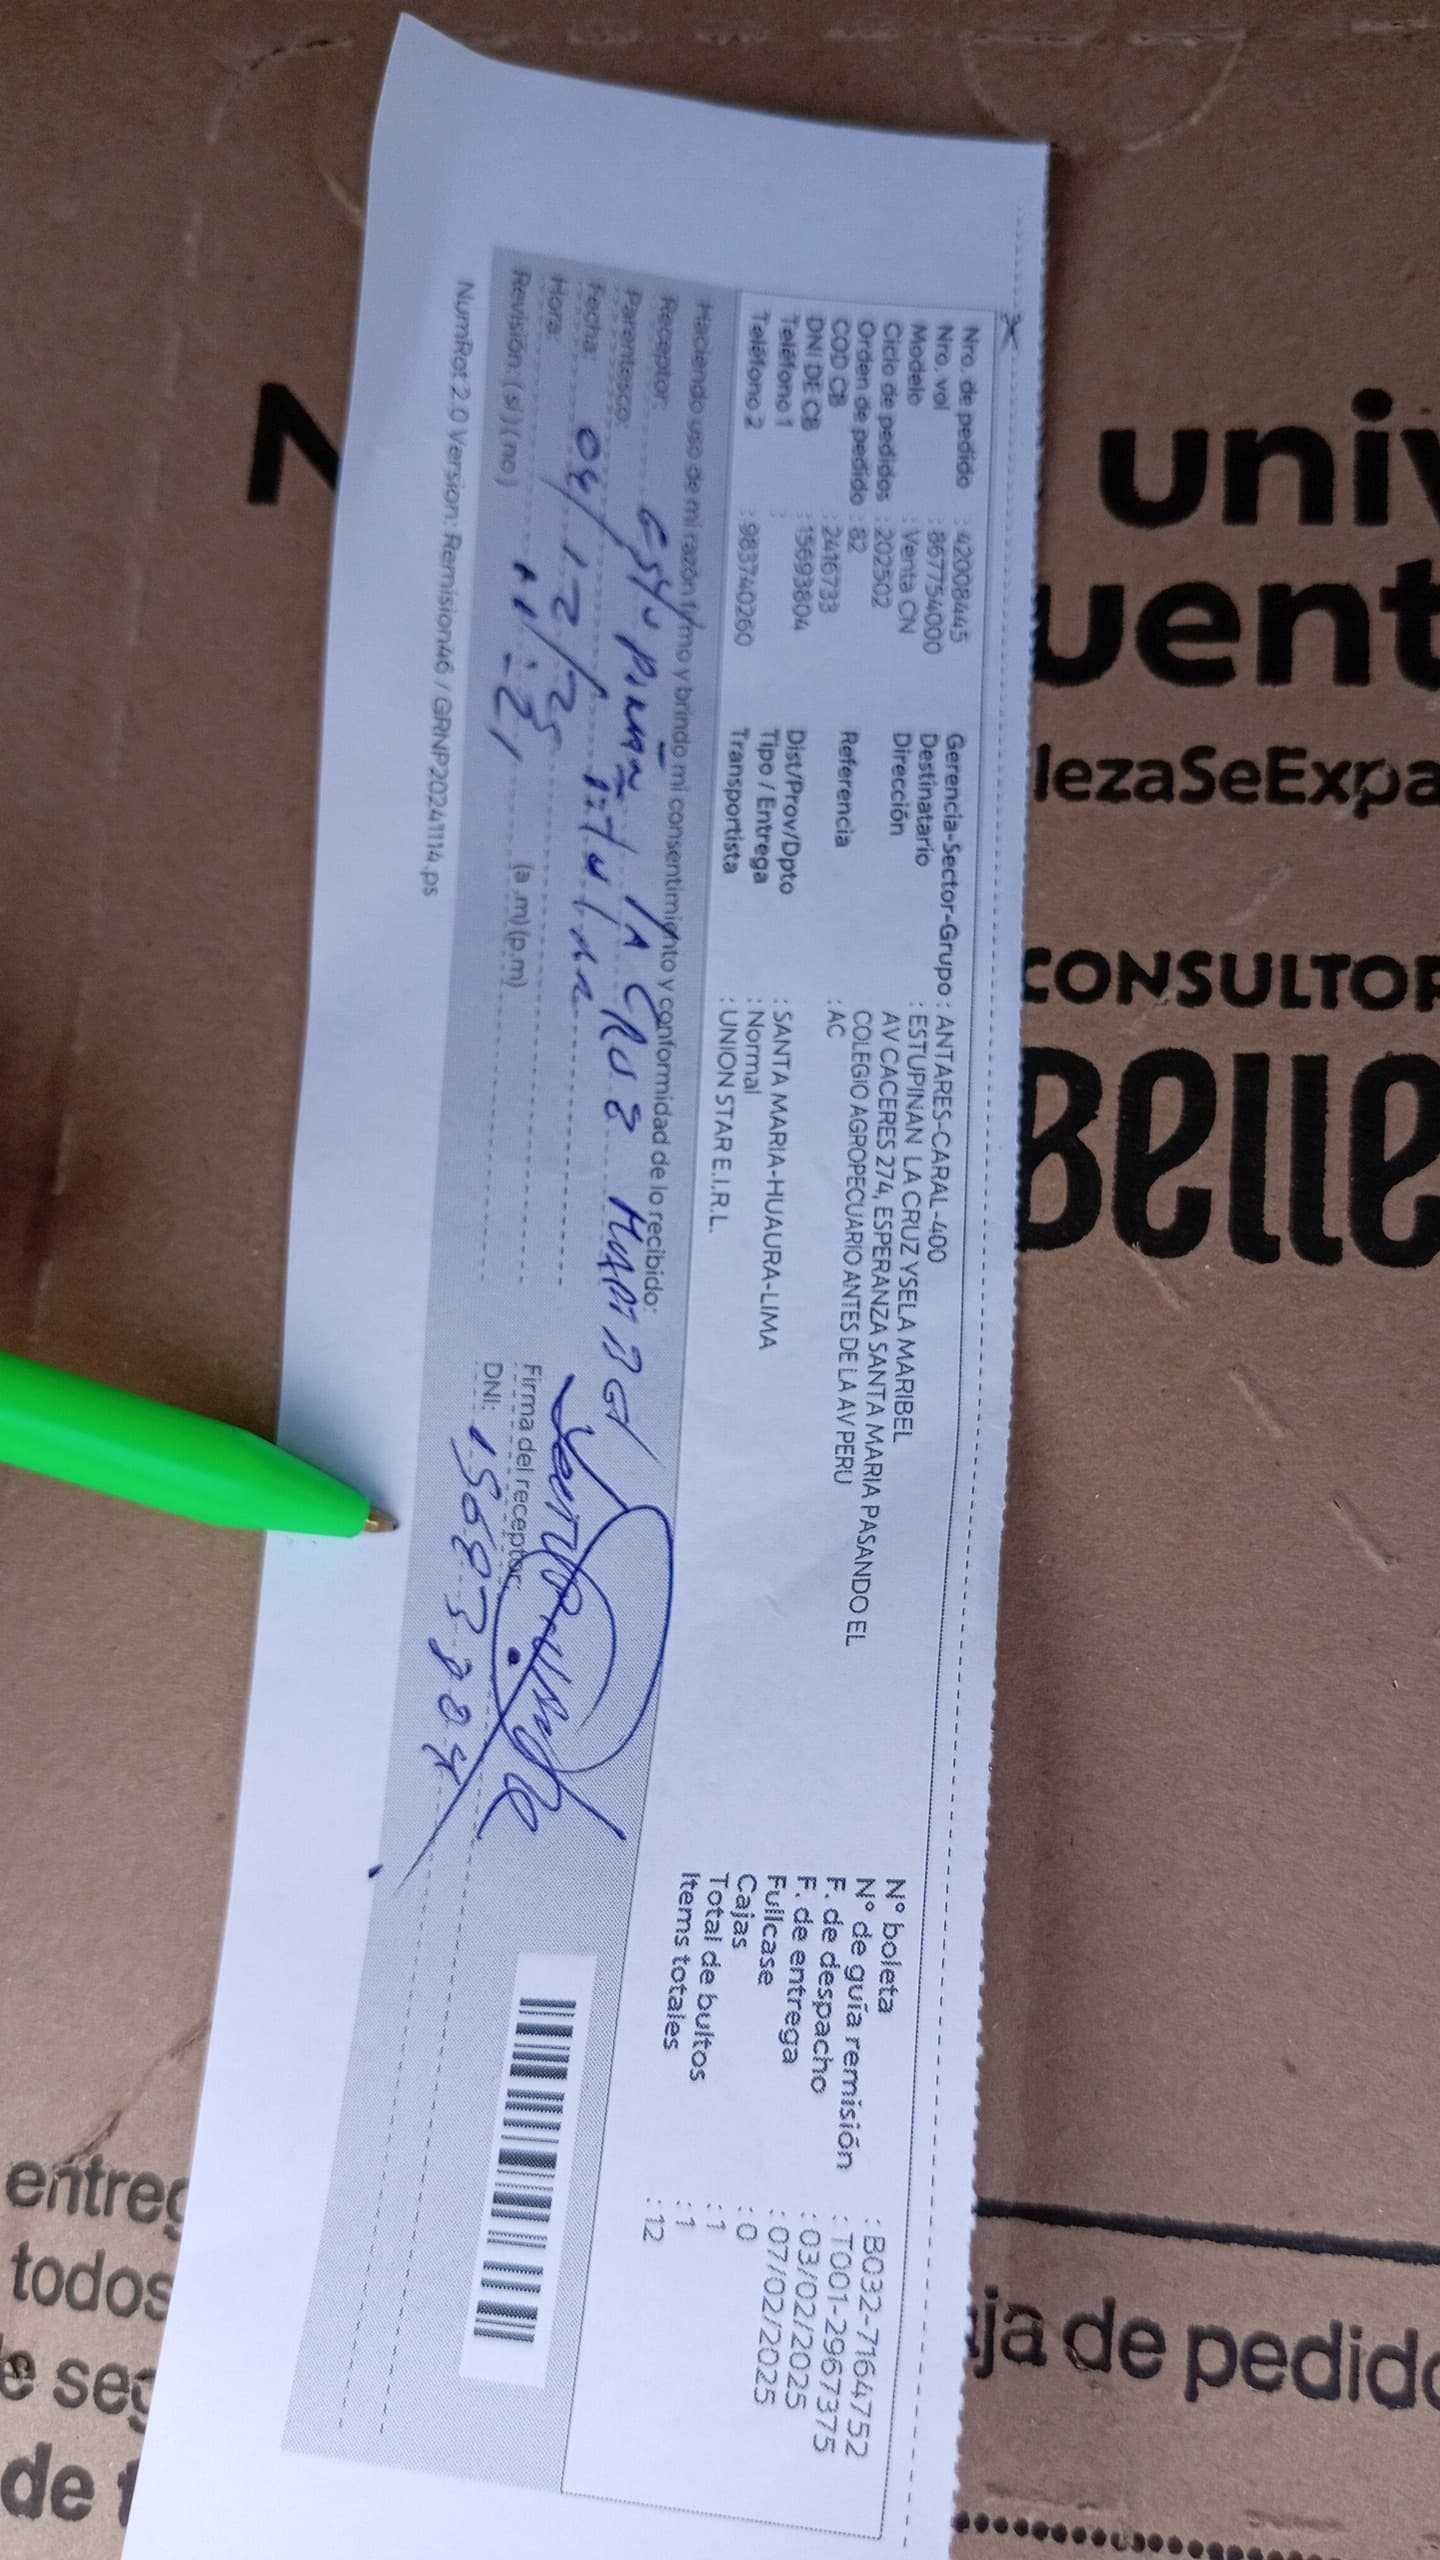 Nro. de pedido : 42008445
Nro. vol : 867754000
Modelo : Venta CN
Ciclo de pedidos : 202502
Orden de pedido : 82
COD CB : 2416733
DNI DE CB : 15693804
Teléfono 1 :
Teléfono 2 : 983740260
Gerencia-Sector-Grupo : ANTARES-CARAL-400
Destinatario : ESTUPINAN LA CRUZ YSELA MARIBEL
Dirección AV CACERES 274, ESPERANZA SANTA MARIA PASANDO EL
COLEGIO AGROPECUARIO ANTES DE LA AV PERU
Referencia : AC
Dist/Prov/Dpto : SANTA MARIA-HUAURA-LIMA
Tipo / Entrega : Normal
Transportista : UNION STAR E.I.R.L.
N° boleta : B032-7164752
N° de guía remisión : T001-29673375
F. de despacho : 03/02/2025
F. de entrega : 07/02/2025
Fullcase : 0
Cajas : 1
Total de bultos : 1
Items totales : 12
Haciendo uso de mi razón y/mo y brindo mi consentimiento y conformidad de lo recibido:
Receptor:
Parentesco:
Fecha:
Hora: (a.m)(p.m)
Revisión: (si)(no)
Firma del receptor:
DNI: 15693804
NumRot 2.0 Version: Remision46 / GRNP20241114.ps
univ
uent
lezaSeExpa
CONSULTOR
Belle
ja de pedido
entreg
todos
e seg
de